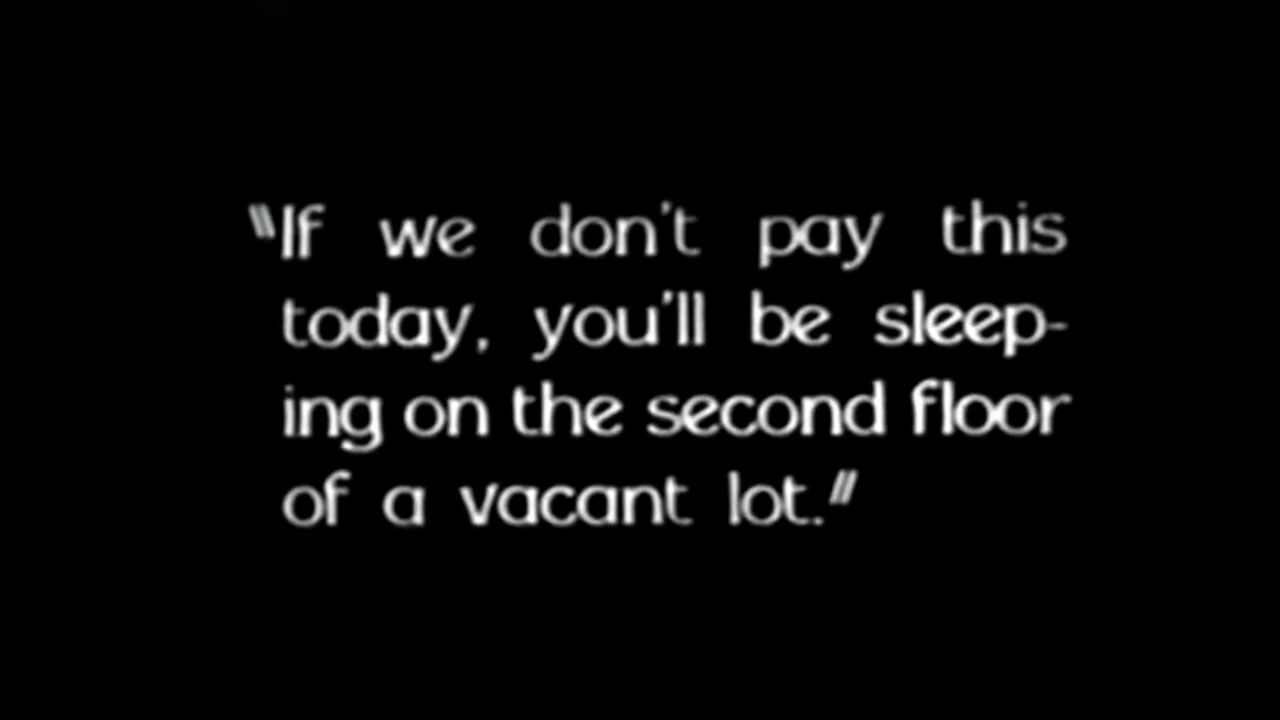 "If we don't pay this
today, you'll be sleep-
ing on the second floor
of a vacant lot."